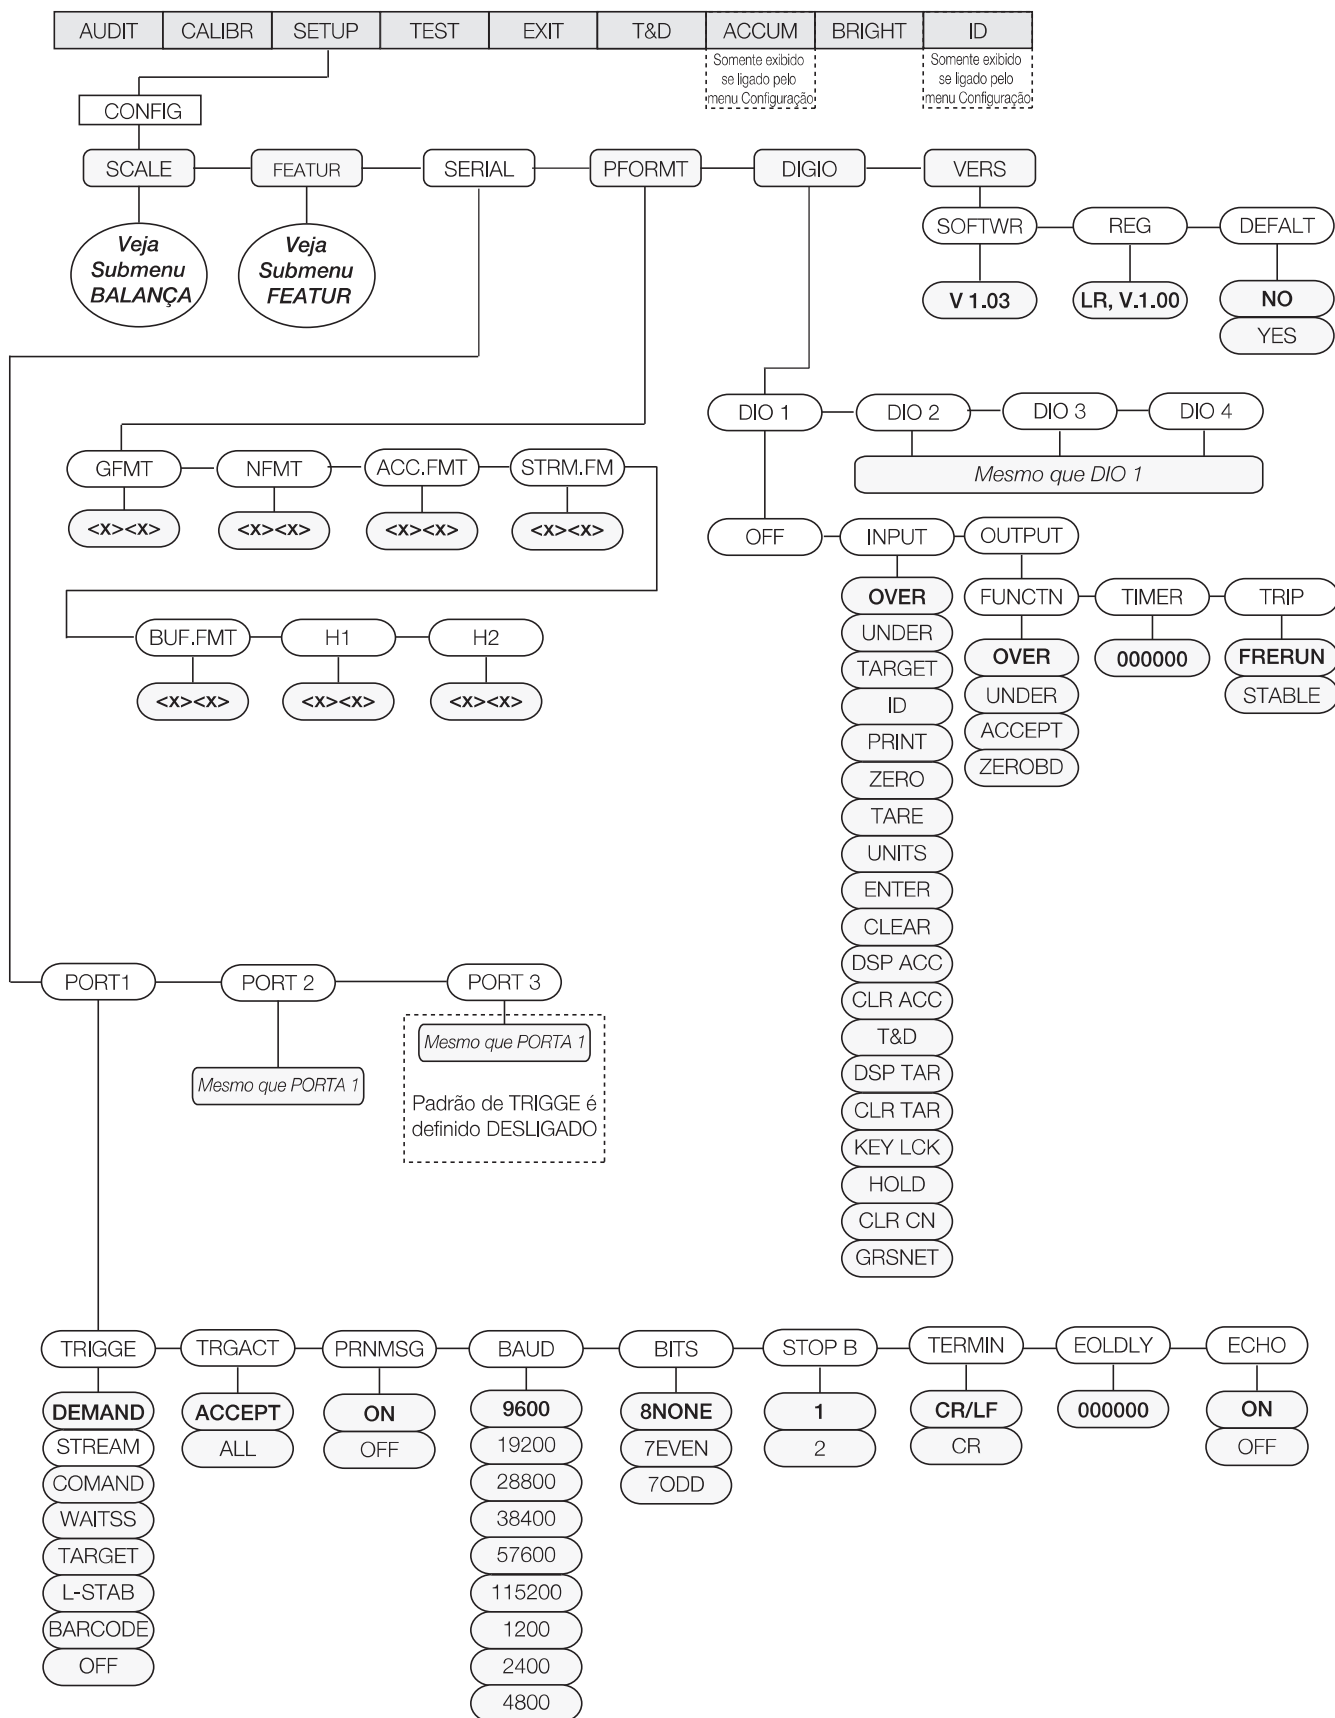 AUDIT CALIBR SETUP TEST EXIT T&D ACCUM BRIGHT ID
Somente exibido
se ligado pelo
menu Configuração
Somente exibido
se ligado pelo
menu Configuração
CONFIG
SCALE FEATUR SERIAL PFORMT DIGIO VERS
Veja
Submenu
BALANÇA
Veja
Submenu
FEATUR
SOFTWR REG DEFALT
V 1.03 LR, V.1.00 NO
YES
DIO 1 DIO 2 DIO 3 DIO 4
Mesmo que DIO 1
GFMT NFMT ACC.FMT STRM.FM
<x><x> <x><x> <x><x> <x><x>
BUF.FMT H1 H2
<x><x> <x><x> <x><x>
OFF INPUT OUTPUT
OVER
UNDER
TARGET
ID
PRINT
ZERO
TARE
UNITS
ENTER
CLEAR
DSP ACC
CLR ACC
T&D
DSP TAR
CLR TAR
KEY LCK
HOLD
CLR CN
GRSNET
FUNCTN TIMER TRIP
OVER 000000 FRERUN
UNDER STABLE
ACCEPT
ZEROBD
PORT1 PORT 2 PORT 3
Mesmo que PORTA 1
Mesmo que PORTA 1
Padrão de TRIGGE é
definido DESLIGADO
TRIGGE TRGACT PRNMSG BAUD BITS STOP B TERMIN EOLDLY ECHO
DEMAND ACCEPT ON 9600 8NONE 1 CR/LF 000000 ON
STREAM ALL OFF 19200 7EVEN 2 CR OFF
COMAND 28800 7ODD
WAITSS 38400
TARGET 57600
L-STAB 115200
BARCODE 1200
OFF 2400
4800